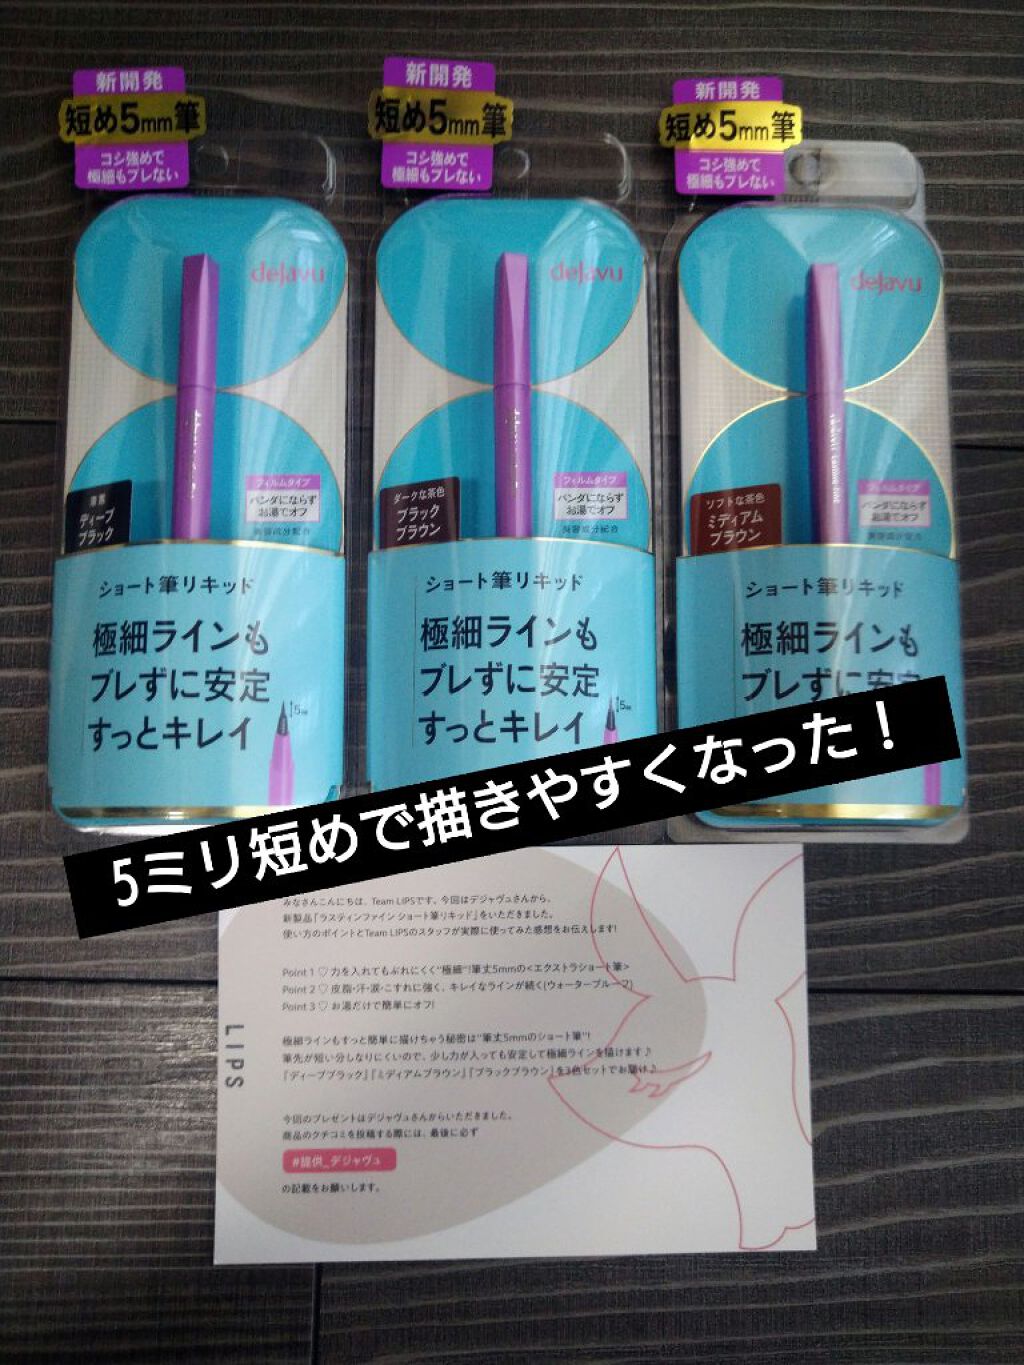 新開発
短め5mm筆
コシ強めで
極細もブレない
新開発
短め5mm筆
コシ強めで
極細もブレない
新開発
短め5mm筆
コシ強めで
極細もブレない
dejavu
dejavu
dejavu
漆黒
ディープ
ブラック
フィルムタイプ
パンダにならず
お湯でオフ
美容成分配合
ダークな茶色
ブラック
ブラウン
フィルムタイプ
パンダにならず
お湯でオフ
美容成分配合
ソフトな茶色
ミディアム
ブラウン
フィルムタイプ
パンダにならず
お湯でオフ
美容成分配合
ショート筆リキッド
極細ラインも
ブレずに安定
すっとキレイ
5mm
ショート筆リキッド
極細ラインも
ブレずに安定
すっとキレイ
5mm
ショート筆リキッド
極細ラインも
ブレずに安定
5ミリ短めで描きやすくなった!
みなさんこんにちは、Team LIPSです。今回はデジャヴュさんから、
新製品「ラスティンファイン ショート筆リキッド」をいただきました。
使い方のポイントとTeam LIPSのスタッフが実際に使ってみた感想をお伝えします!
Point 1 ♡ 力を入れてもぶれにくく"極細"!筆丈5mmの<エクストラショート筆>
Point 2 ♡ 皮脂・汗・涙・こすれに強く、キレイなラインが続く(ウォータープルーフ)
Point 3 ♡ お湯だけで簡単にオフ!
極細ラインもすっと簡単に描けちゃう秘密は"筆丈5mmのショート筆"!
筆先が短い分しなりにくいので、少し力が入っても安定して極細ラインを描けます♪
「ディープブラック」「ミディアムブラウン」「ブラックブラウン」を3色セットでお届け♪
今回のプレゼントはデジャヴュさんからいただきました。
商品のクチコミを投稿する際には、最後に必ず
#提供_デジャヴュ
の記載をお願いします。
LIPS